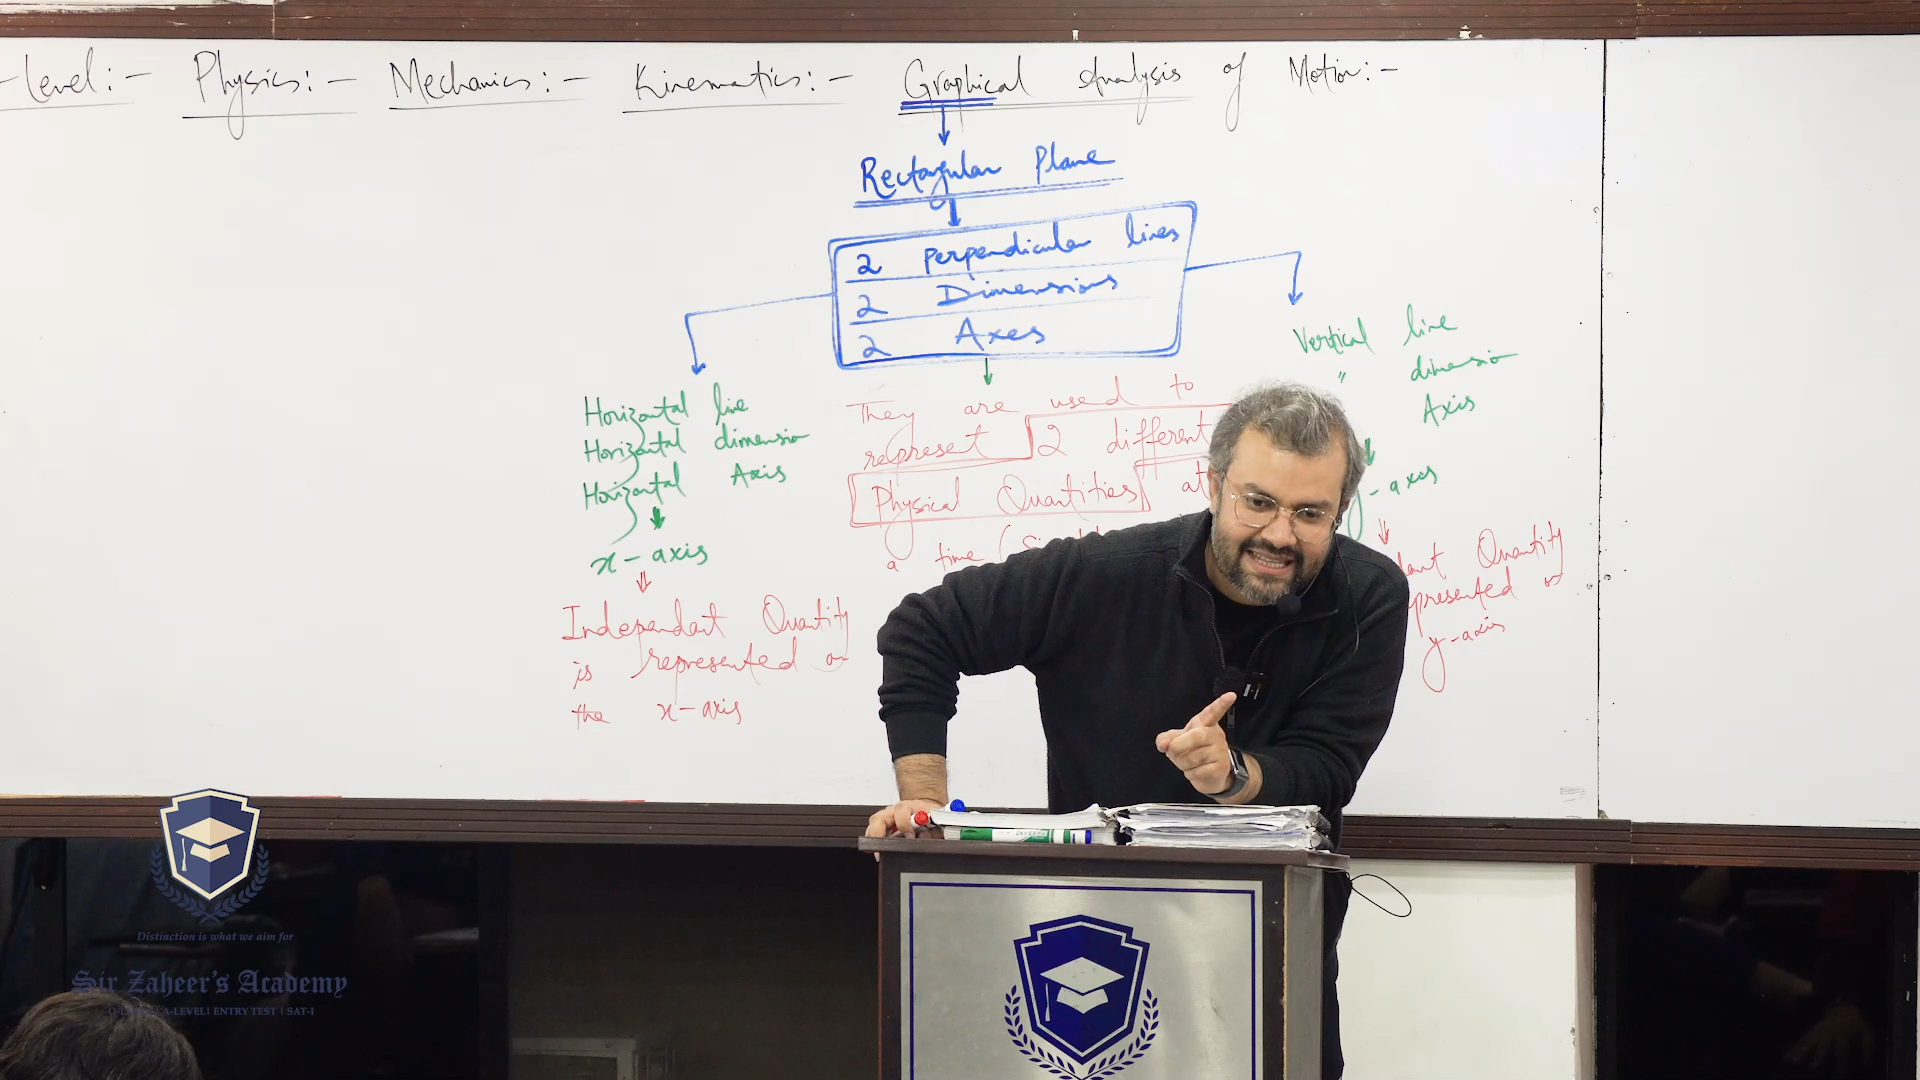 -level:- Physics:- Mechanics:- Kinematics:- Graphical Analysis of Motion:-
Rectangular Plane
2 Perpendicular lines
2 Dimensions
2 Axes
Horizontal line
Horizontal dimension
Horizontal Axis
x-axis
Independant Quantity
is represented on
the x-axis
They are used to
represent 2 different
Physical Quantities at
a time (
Vertical line
" dimension
Axis
y-axis
dant Quantity
presented on
y-axis
Distinction is what we aim for
Sir Zaheer's Academy
A-LEVEL | ENTRY TEST | SAT-I